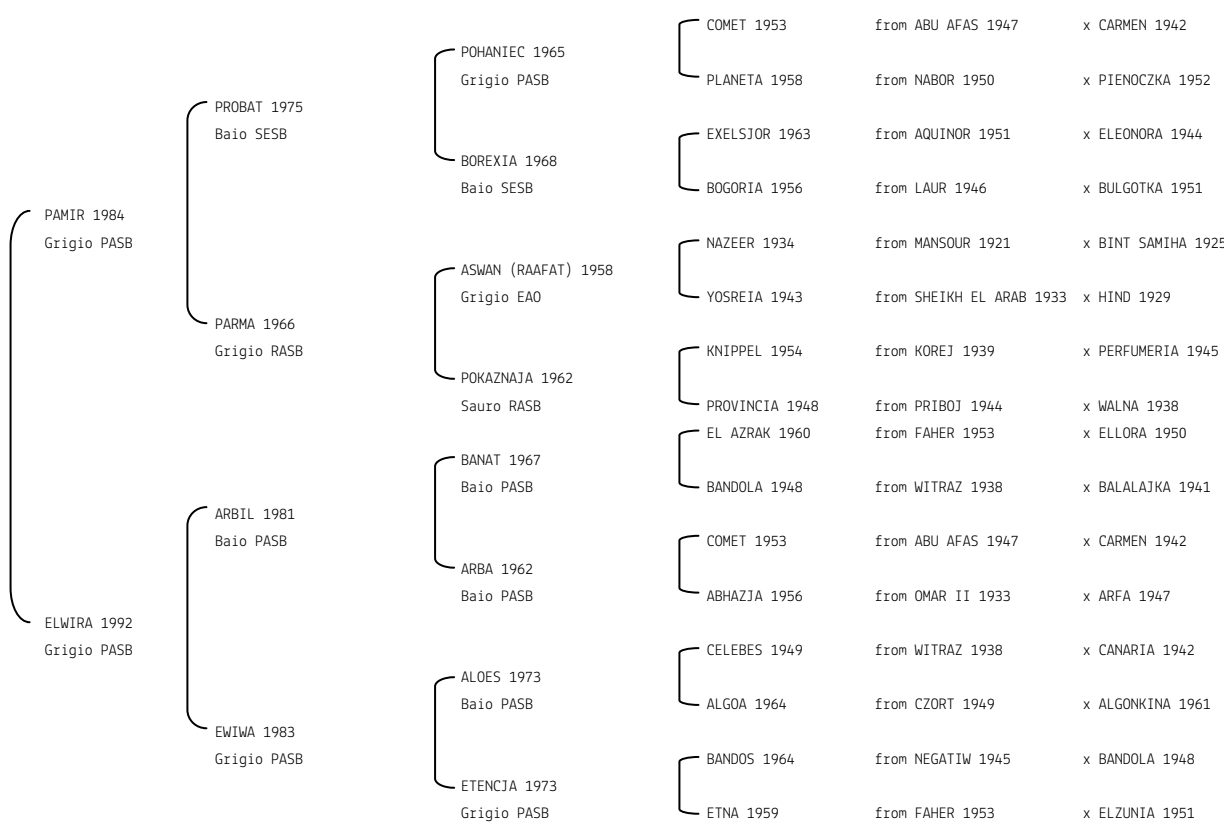 COMET 1953 from ABU AFAS 1947 x CARMEN 1942
POHANIEC 1965
Grigio PASB PLANETA 1958 from NABOR 1950 x PIENOCZKA 1952
PROBAT 1975
Baio SESB EXELSJOR 1963 from AQUINOR 1951 x ELEONORA 1944
BOREXIA 1968
Baio SESB BOGORIA 1956 from LAUR 1946 x BULGOTKA 1951
PAMIR 1984
Grigio PASB NAZEER 1934 from MANSOUR 1921 x BINT SAMIHA 1925
ASWAN (RAAFAT) 1958
Grigio EAO YOSREIA 1943 from SHEIKH EL ARAB 1933 x HIND 1929
PARMA 1966
Grigio RASB KNIPPEL 1954 from KOREJ 1939 x PERFUMERIA 1945
POKAZNAJA 1962
Sauro RASB PROVINCIA 1948 from PRIBOJ 1944 x WALNA 1938
EL AZRAK 1960 from FAHER 1953 x ELLORA 1950
BANAT 1967
Baio PASB BANDOLA 1948 from WITRAZ 1938 x BALALAJKA 1941
ARBIL 1981
Baio PASB COMET 1953 from ABU AFAS 1947 x CARMEN 1942
ARBA 1962
Baio PASB ABHAZJA 1956 from OMAR II 1933 x ARFA 1947
ELWIRA 1992
Grigio PASB CELEBES 1949 from WITRAZ 1938 x CANARIA 1942
ALOES 1973
Baio PASB ALGOA 1964 from CZORT 1949 x ALGONKINA 1961
EWIWA 1983
Grigio PASB BANDOS 1964 from NEGATIW 1945 x BANDOLA 1948
ETENCJA 1973
Grigio PASB ETNA 1959 from FAHER 1953 x ELZUNIA 1951